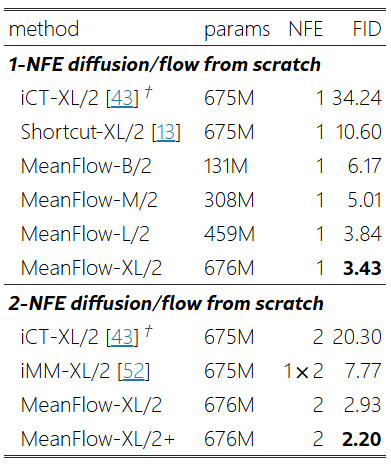 method params NFE FID
1-NFE diffusion/flow from scratch
iCT-XL/2 [43] † 675M 1 34.24
Shortcut-XL/2 [13] 675M 1 10.60
MeanFlow-B/2 131M 1 6.17
MeanFlow-M/2 308M 1 5.01
MeanFlow-L/2 459M 1 3.84
MeanFlow-XL/2 676M 1 3.43
2-NFE diffusion/flow from scratch
iCT-XL/2 [43] † 675M 2 20.30
iMM-XL/2 [52] 675M 1×2 7.77
MeanFlow-XL/2 676M 2 2.93
MeanFlow-XL/2+ 676M 2 2.20